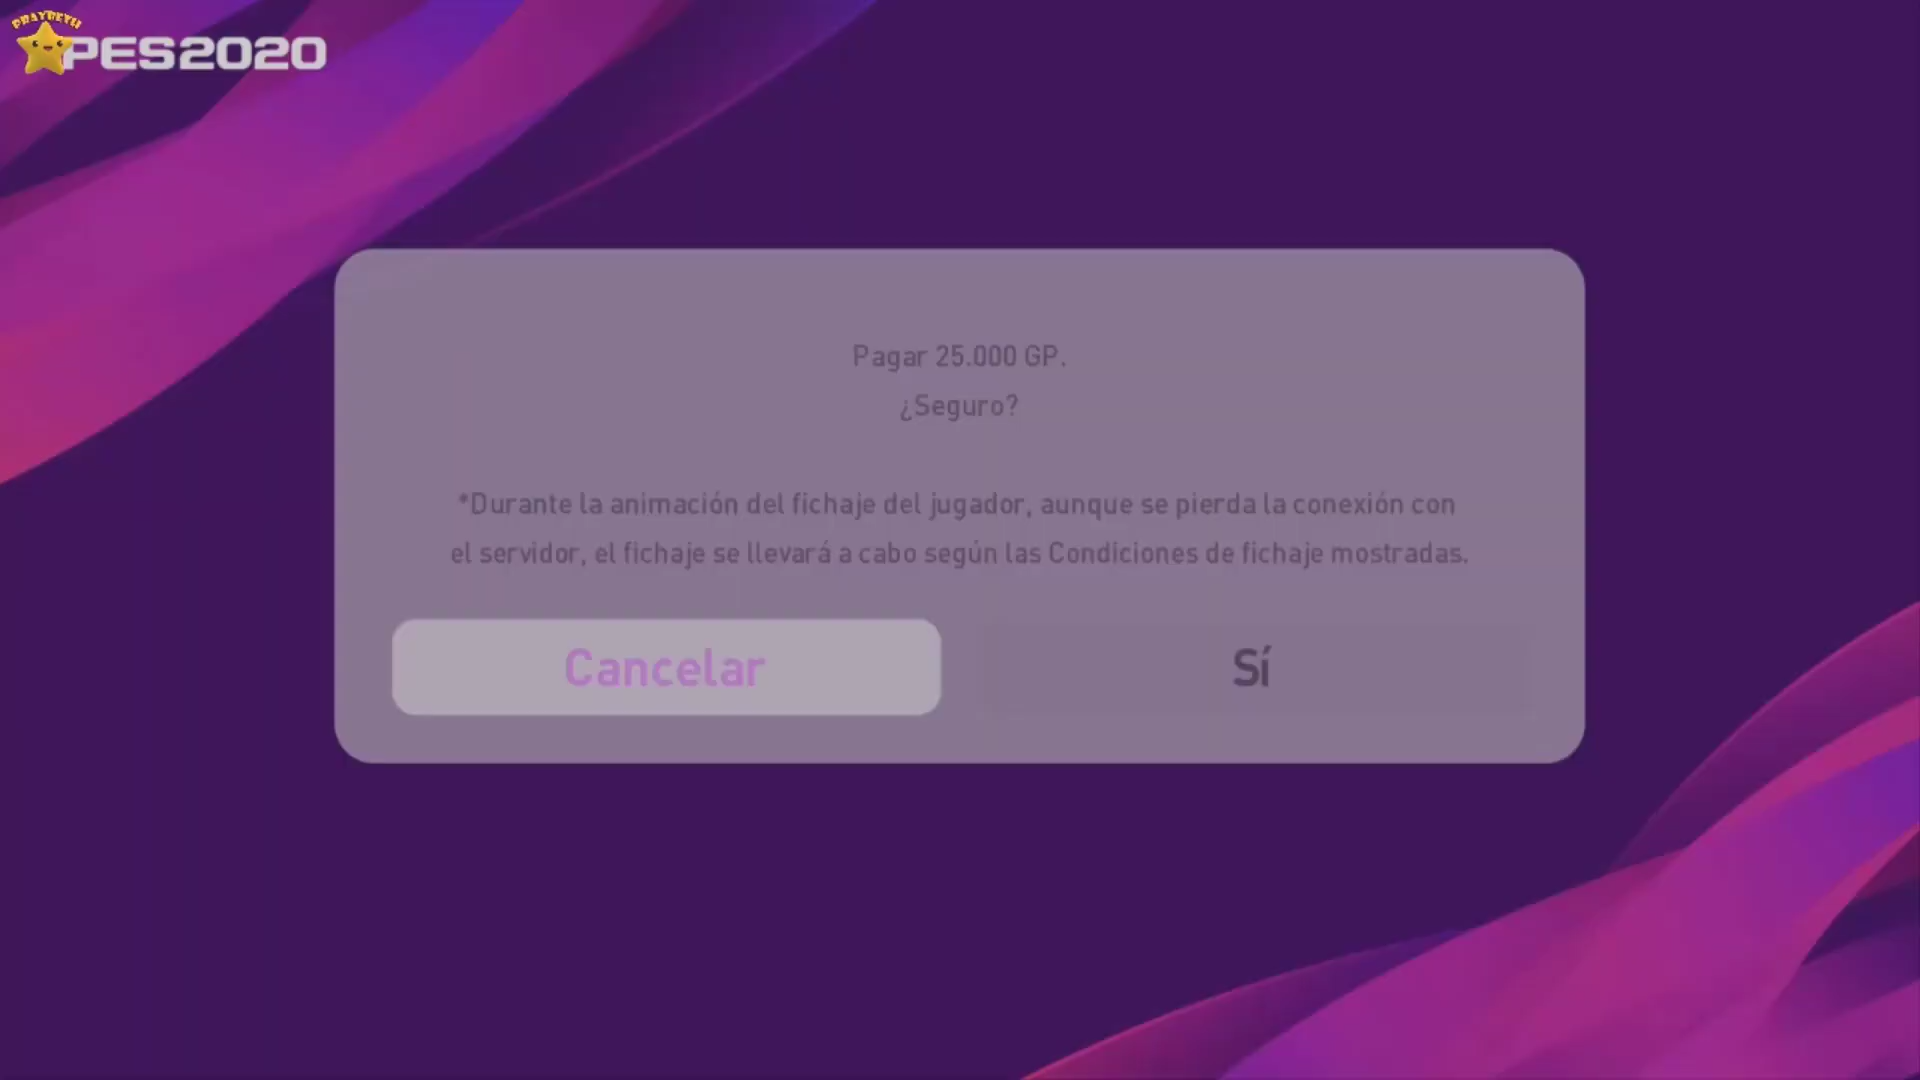 PRAYBEYU
PES2020
Pagar 25.000 GP.
¿Seguro?
*Durante la animación del fichaje del jugador, aunque se pierda la conexión con
el servidor, el fichaje se llevará a cabo según las Condiciones de fichaje mostradas.
Cancelar
Sí